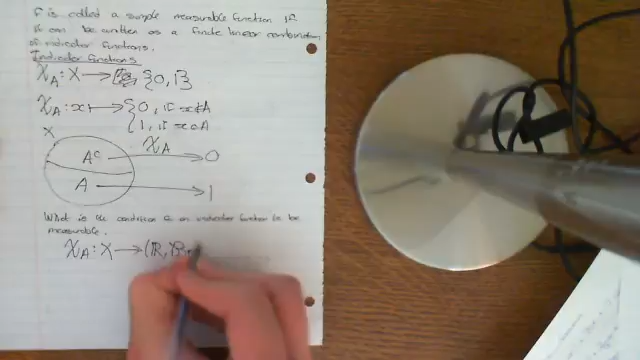 F is called a simple measurable function if
it can be written as a finite linear combination
of indicator functions.
Indicator functions
χ_A : X → {0, 1}
χ_A : x ↦ {0, if x∉A
{1, if x∈A
X
χ_A
A^c → 0
A → 1
What is the condition for an indicator function to be
measurable.
χ_A : X → (ℝ, B